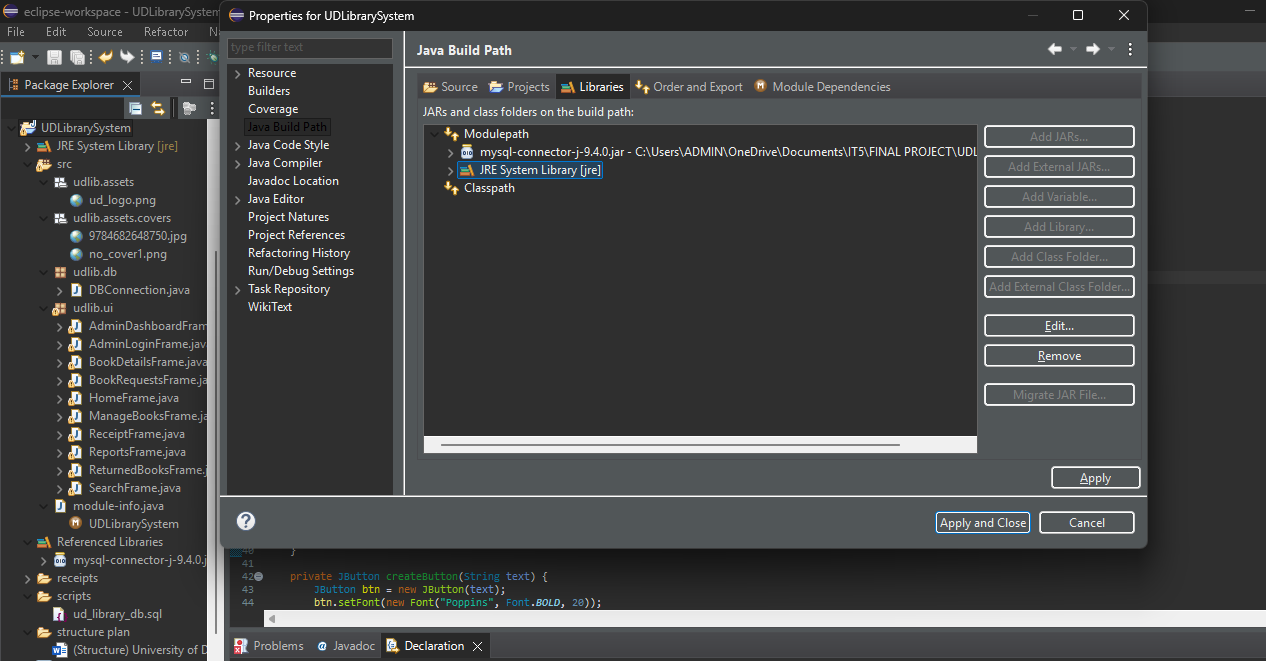 eclipse-workspace - UDLibrarySystem
File Edit Source Refactor
Package Explorer
UDLibrarySystem
JRE System Library [jre]
src
udlib.assets
ud_logo.png
udlib.assets.covers
9784682648750.jpg
no_cover1.png
udlib.db
DBConnection.java
udlib.ui
AdminDashboardFram
AdminLoginFrame.jav
BookDetailsFrame.java
BookRequestsFrame.ja
HomeFrame.java
ManageBooksFrame.ja
ReceiptFrame.java
ReportsFrame.java
ReturnedBooksFrame.j
SearchFrame.java
module-info.java
UDLibrarySystem
Referenced Libraries
mysql-connector-j-9.4.0.j
receipts
scripts
ud_library_db.sql
structure plan
(Structure) University of D
Properties for UDLibrarySystem
type filter text
Resource
Builders
Coverage
Java Build Path
Java Code Style
Java Compiler
Javadoc Location
Java Editor
Project Natures
Project References
Refactoring History
Run/Debug Settings
Task Repository
WikiText
Java Build Path
Source Projects Libraries Order and Export Module Dependencies
JARs and class folders on the build path:
Modulepath
mysql-connector-j-9.4.0.jar - C:\Users\ADMIN\OneDrive\Documents\IT5\FINAL PROJECT\UDL
JRE System Library [jre]
Classpath
Add JARs...
Add External JARs...
Add Variable...
Add Library...
Add Class Folder...
Add External Class Folder...
Edit...
Remove
Migrate JAR File...
Apply
Apply and Close
Cancel
40 }
41
42 private JButton createButton(String text) {
43 JButton btn = new JButton(text);
44 btn.setFont(new Font("Poppins", Font.BOLD, 20));
Problems Javadoc Declaration